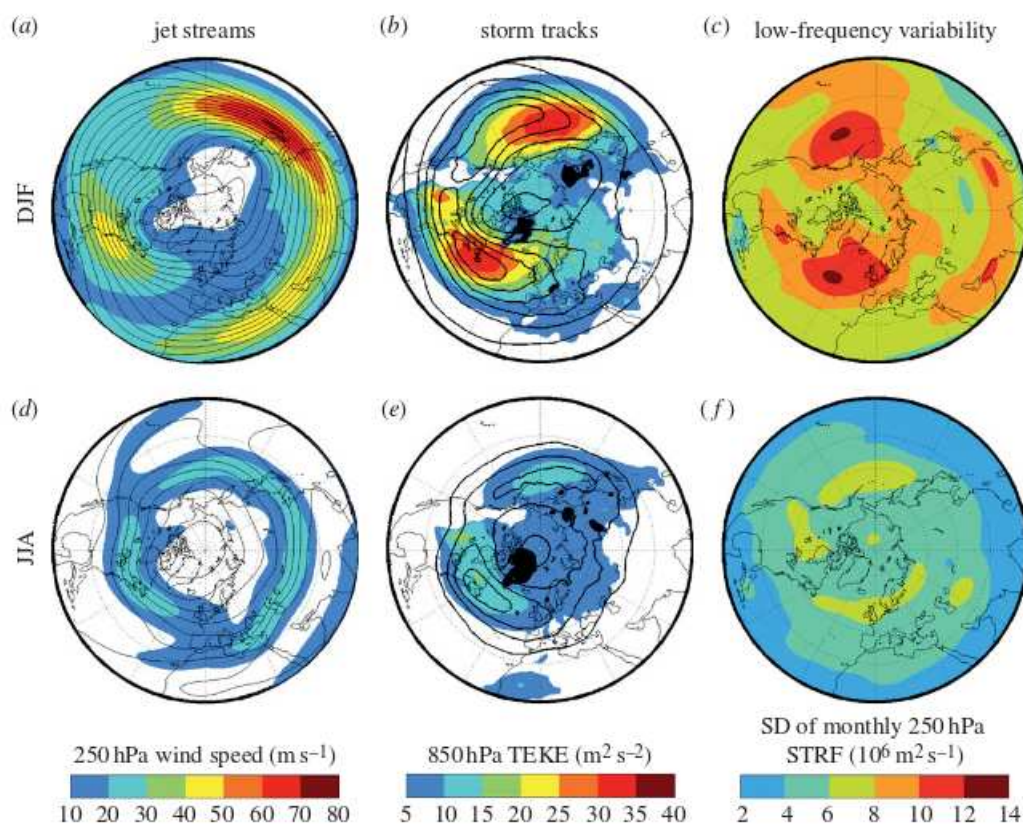 (a) jet streams
(b) storm tracks
(c) low-frequency variability
DJF
(d)
(e)
(f)
JJA
250 hPa wind speed (m s⁻¹)
10 20 30 40 50 60 70 80
850 hPa TEKE (m² s⁻²)
5 10 15 20 25 30 35 40
SD of monthly 250 hPa
STRF (10⁶ m² s⁻¹)
2 4 6 8 10 12 14